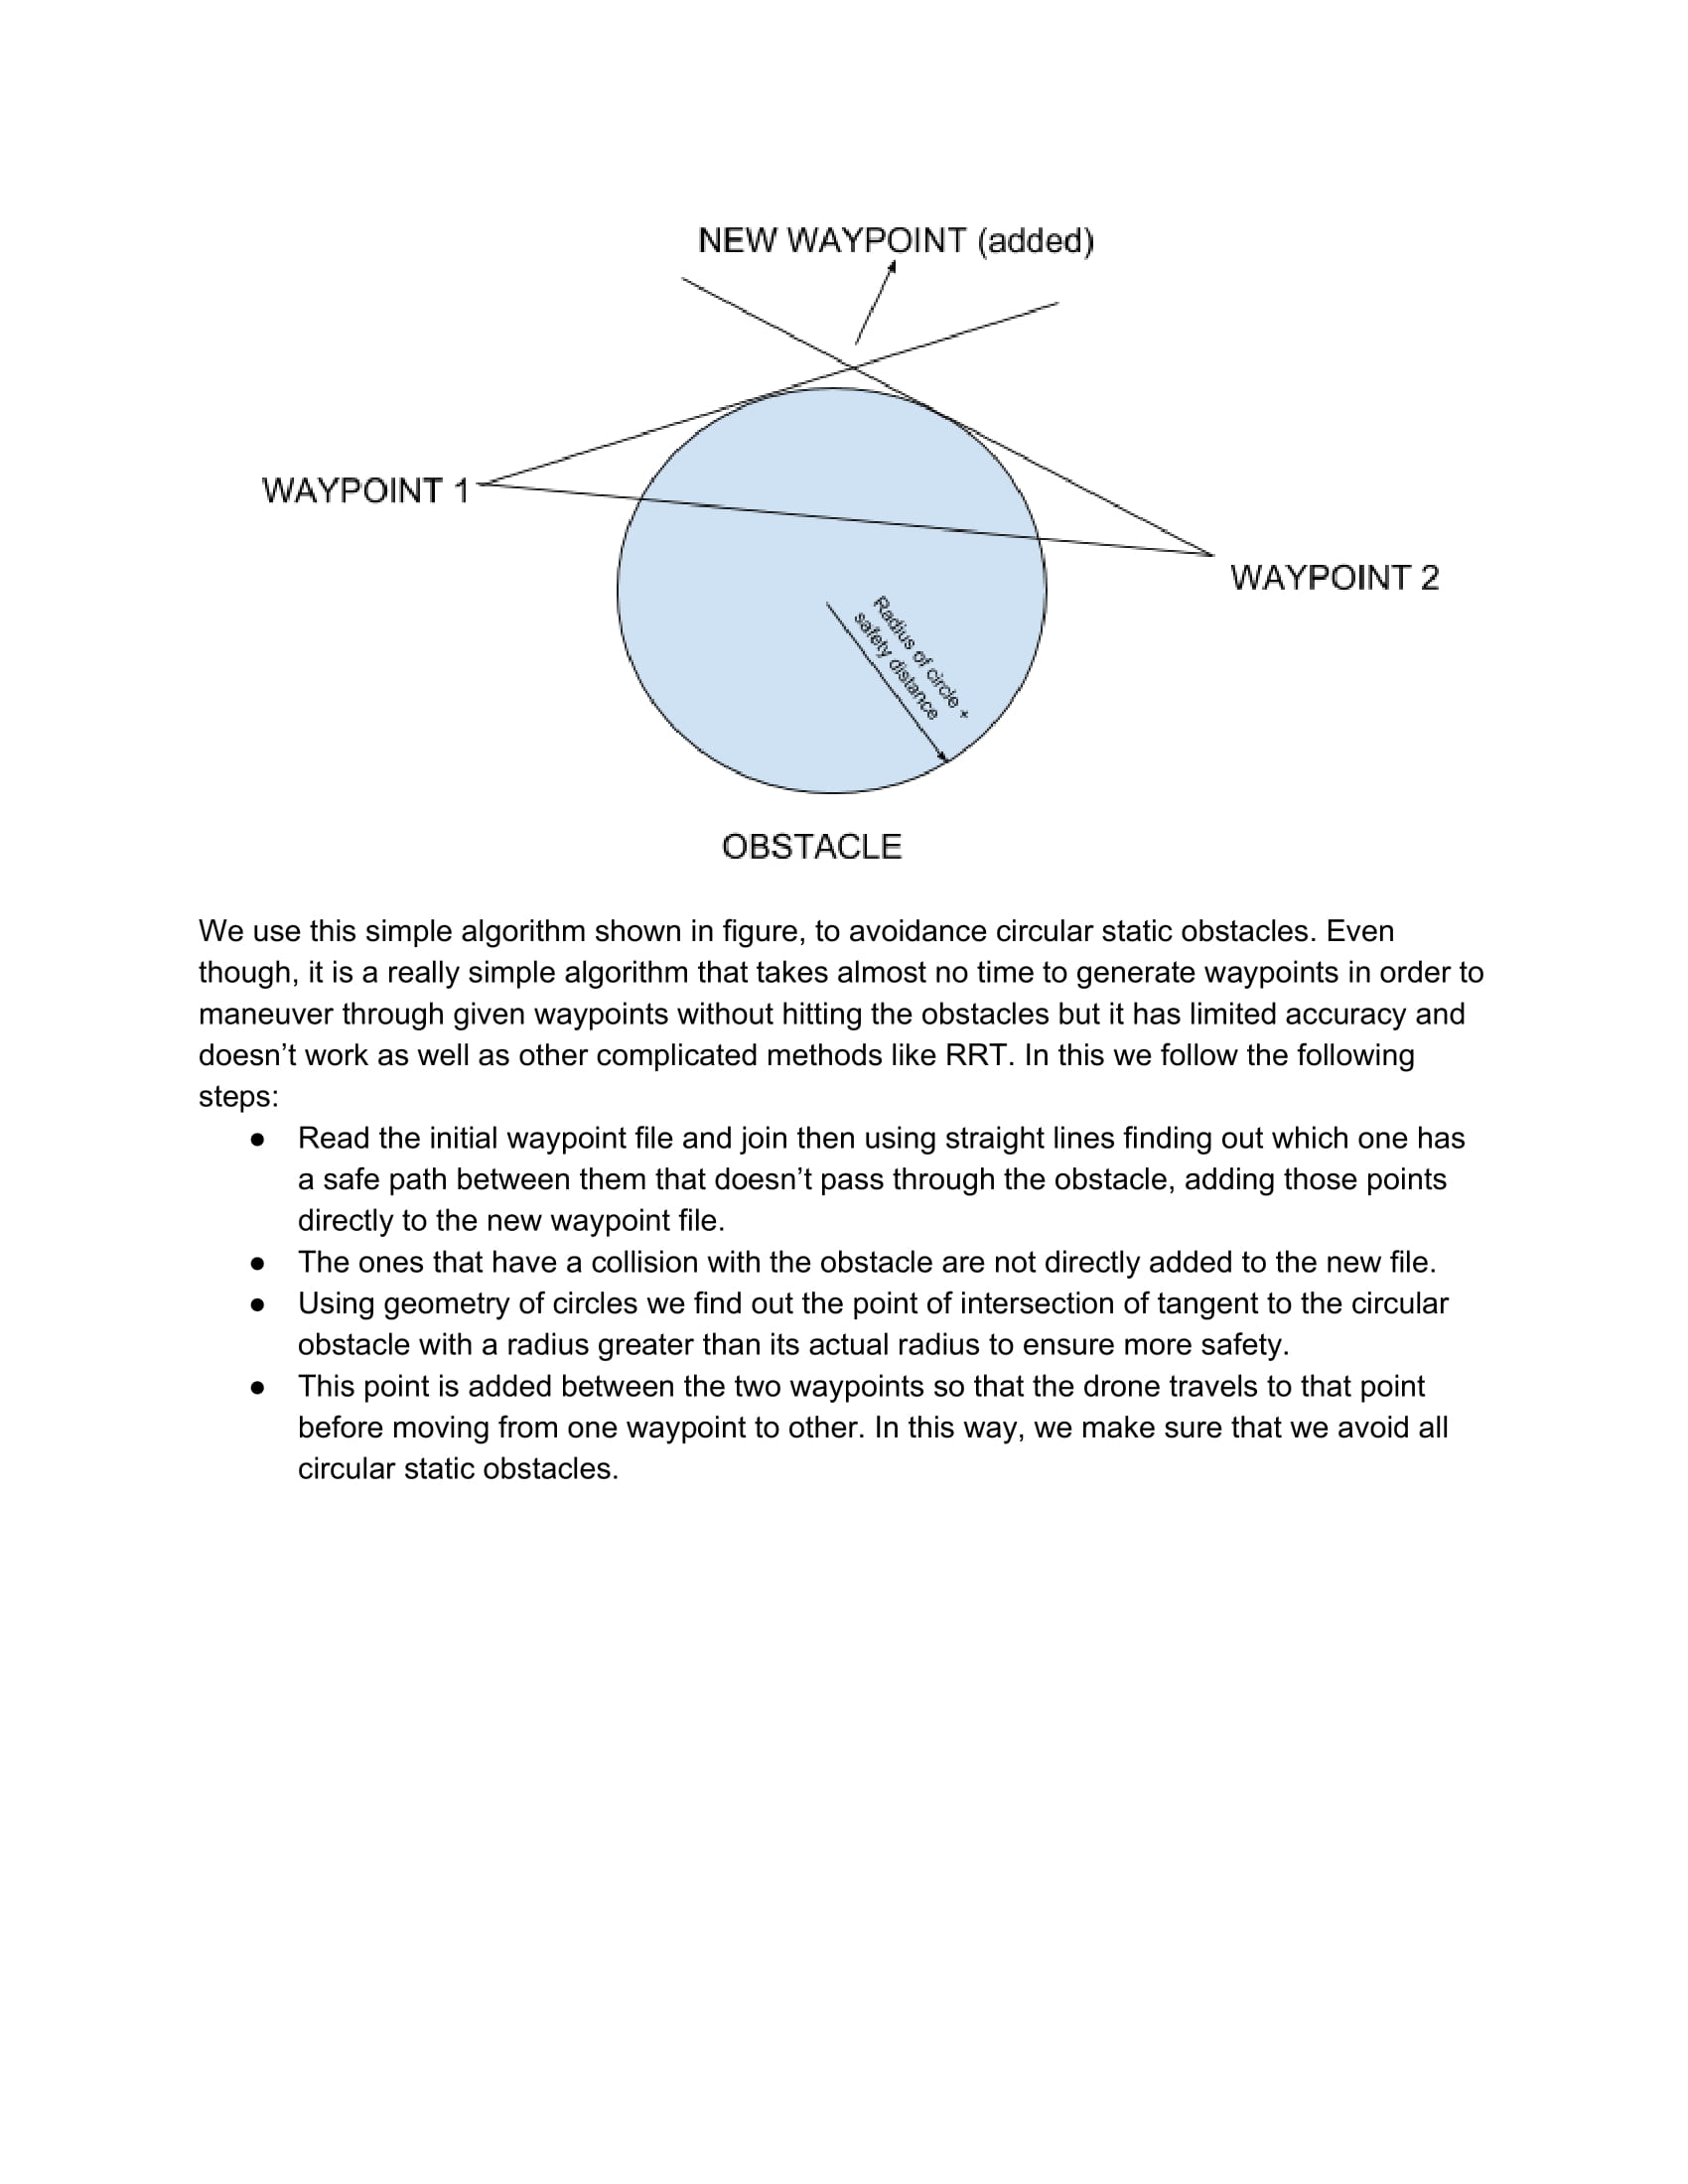 NEW WAYPOINT (added)
WAYPOINT 1
WAYPOINT 2
Radius of circle +
safety distance
OBSTACLE
We use this simple algorithm shown in figure, to avoidance circular static obstacles. Even
though, it is a really simple algorithm that takes almost no time to generate waypoints in order to
maneuver through given waypoints without hitting the obstacles but it has limited accuracy and
doesn’t work as well as other complicated methods like RRT. In this we follow the following
steps:
● Read the initial waypoint file and join then using straight lines finding out which one has
a safe path between them that doesn’t pass through the obstacle, adding those points
directly to the new waypoint file.
● The ones that have a collision with the obstacle are not directly added to the new file.
● Using geometry of circles we find out the point of intersection of tangent to the circular
obstacle with a radius greater than its actual radius to ensure more safety.
● This point is added between the two waypoints so that the drone travels to that point
before moving from one waypoint to other. In this way, we make sure that we avoid all
circular static obstacles.